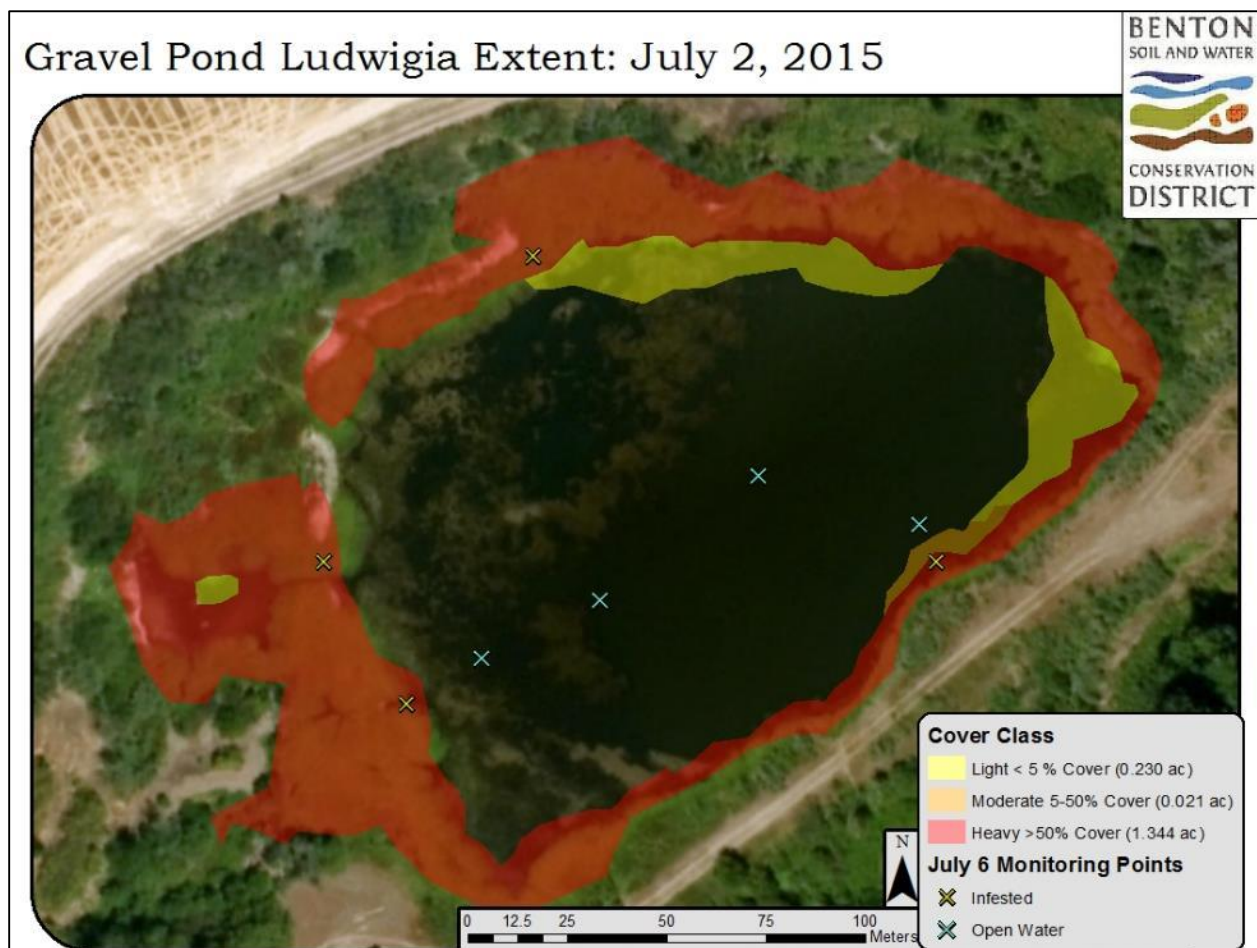 Gravel Pond Ludwigia Extent: July 2, 2015
BENTON
SOIL AND WATER
CONSERVATION
DISTRICT
Cover Class
Light < 5 % Cover (0.230 ac)
Moderate 5-50% Cover (0.021 ac)
Heavy >50% Cover (1.344 ac)
July 6 Monitoring Points
Infested
Open Water
N
0 12.5 25 50 75 100
Meters